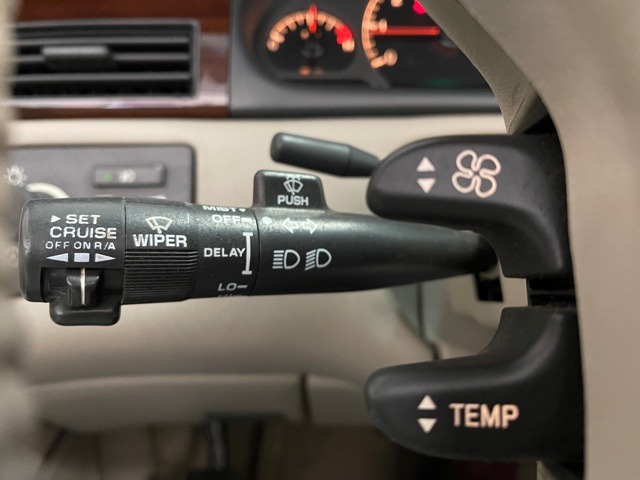 PUSH
SET
CRUISE
OFF ON R/A
WIPER
MIST
OFF
DELAY
LO
TEMP